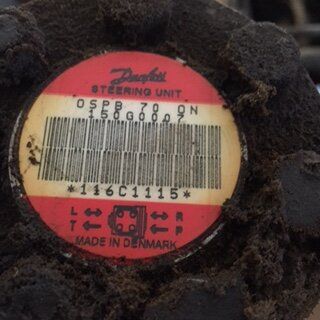 Danfoss
STEERING UNIT
OSPB 70 ON
150G0007
*116C1115*
L R
T P
MADE IN DENMARK